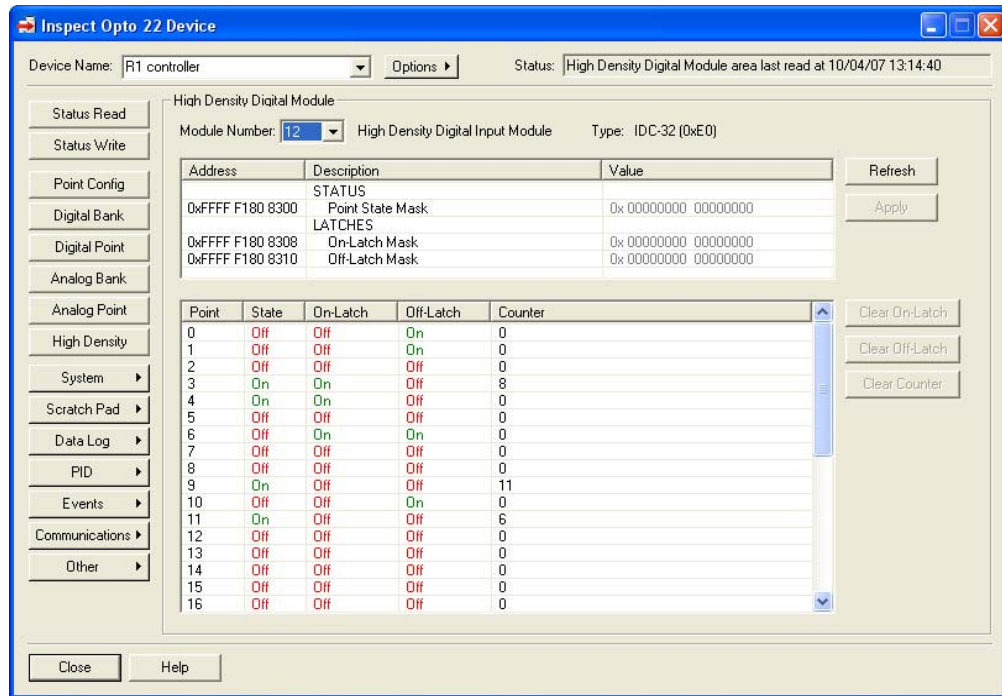 Inspect Opto 22 Device
Device Name: R1 controller Options Status: High Density Digital Module area last read at 10/04/07 13:14:40
Status Read
Status Write
Point Config
Digital Bank
Digital Point
Analog Bank
Analog Point
High Density
System
Scratch Pad
Data Log
PID
Events
Communications
Other
High Density Digital Module
Module Number: 12 High Density Digital Input Module Type: IDC-32 (0xE0)
Address Description Value
STATUS
0xFFFF F180 8300 Point State Mask 0x 00000000 00000000
LATCHES
0xFFFF F180 8308 On-Latch Mask 0x 00000000 00000000
0xFFFF F180 8310 Off-Latch Mask 0x 00000000 00000000
Refresh
Apply
Point State On-Latch Off-Latch Counter
0 Off Off On 0
1 Off Off On 0
2 Off Off Off 0
3 On On Off 8
4 On On Off 0
5 Off Off Off 0
6 Off On On 0
7 Off Off Off 0
8 Off Off Off 0
9 On Off Off 11
10 Off Off On 0
11 On Off Off 6
12 Off Off Off 0
13 Off Off Off 0
14 Off Off Off 0
15 Off Off Off 0
16 Off Off Off 0
Clear On-Latch
Clear Off-Latch
Clear Counter
Close Help